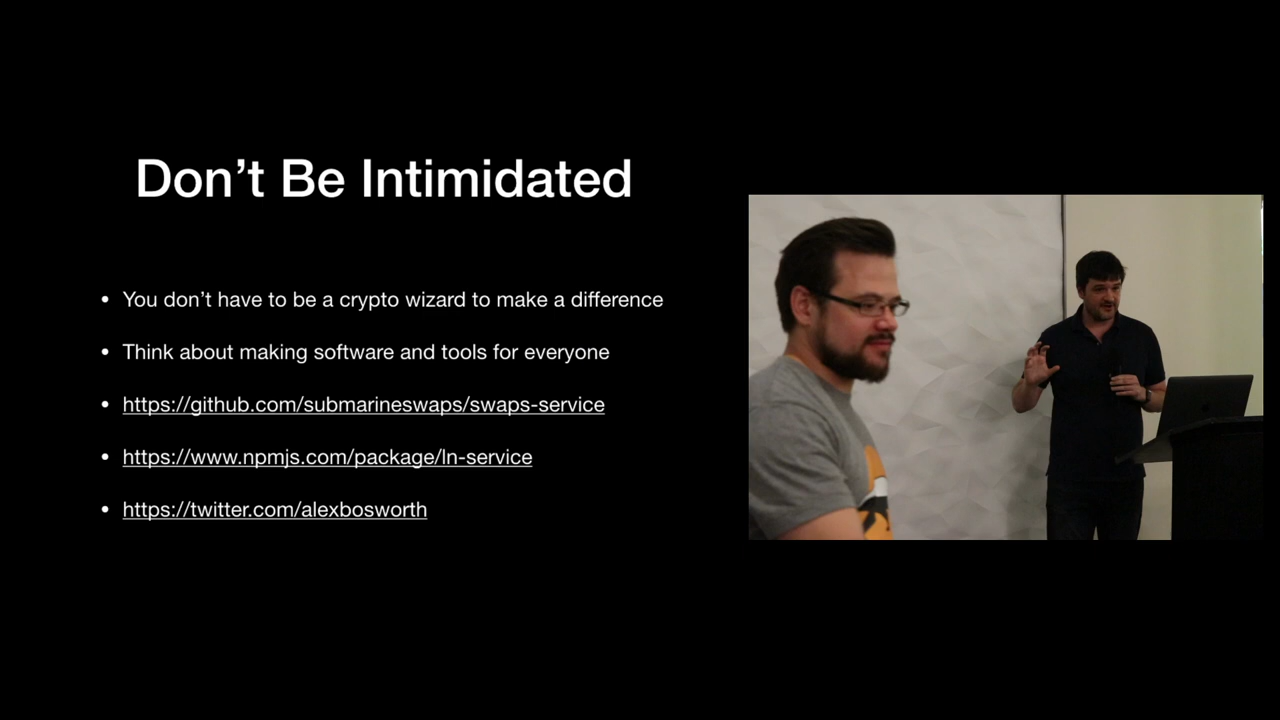 Don’t Be Intimidated
• You don’t have to be a crypto wizard to make a difference
• Think about making software and tools for everyone
• https://github.com/submarineswaps/swaps-service
• https://www.npmjs.com/package/ln-service
• https://twitter.com/alexbosworth